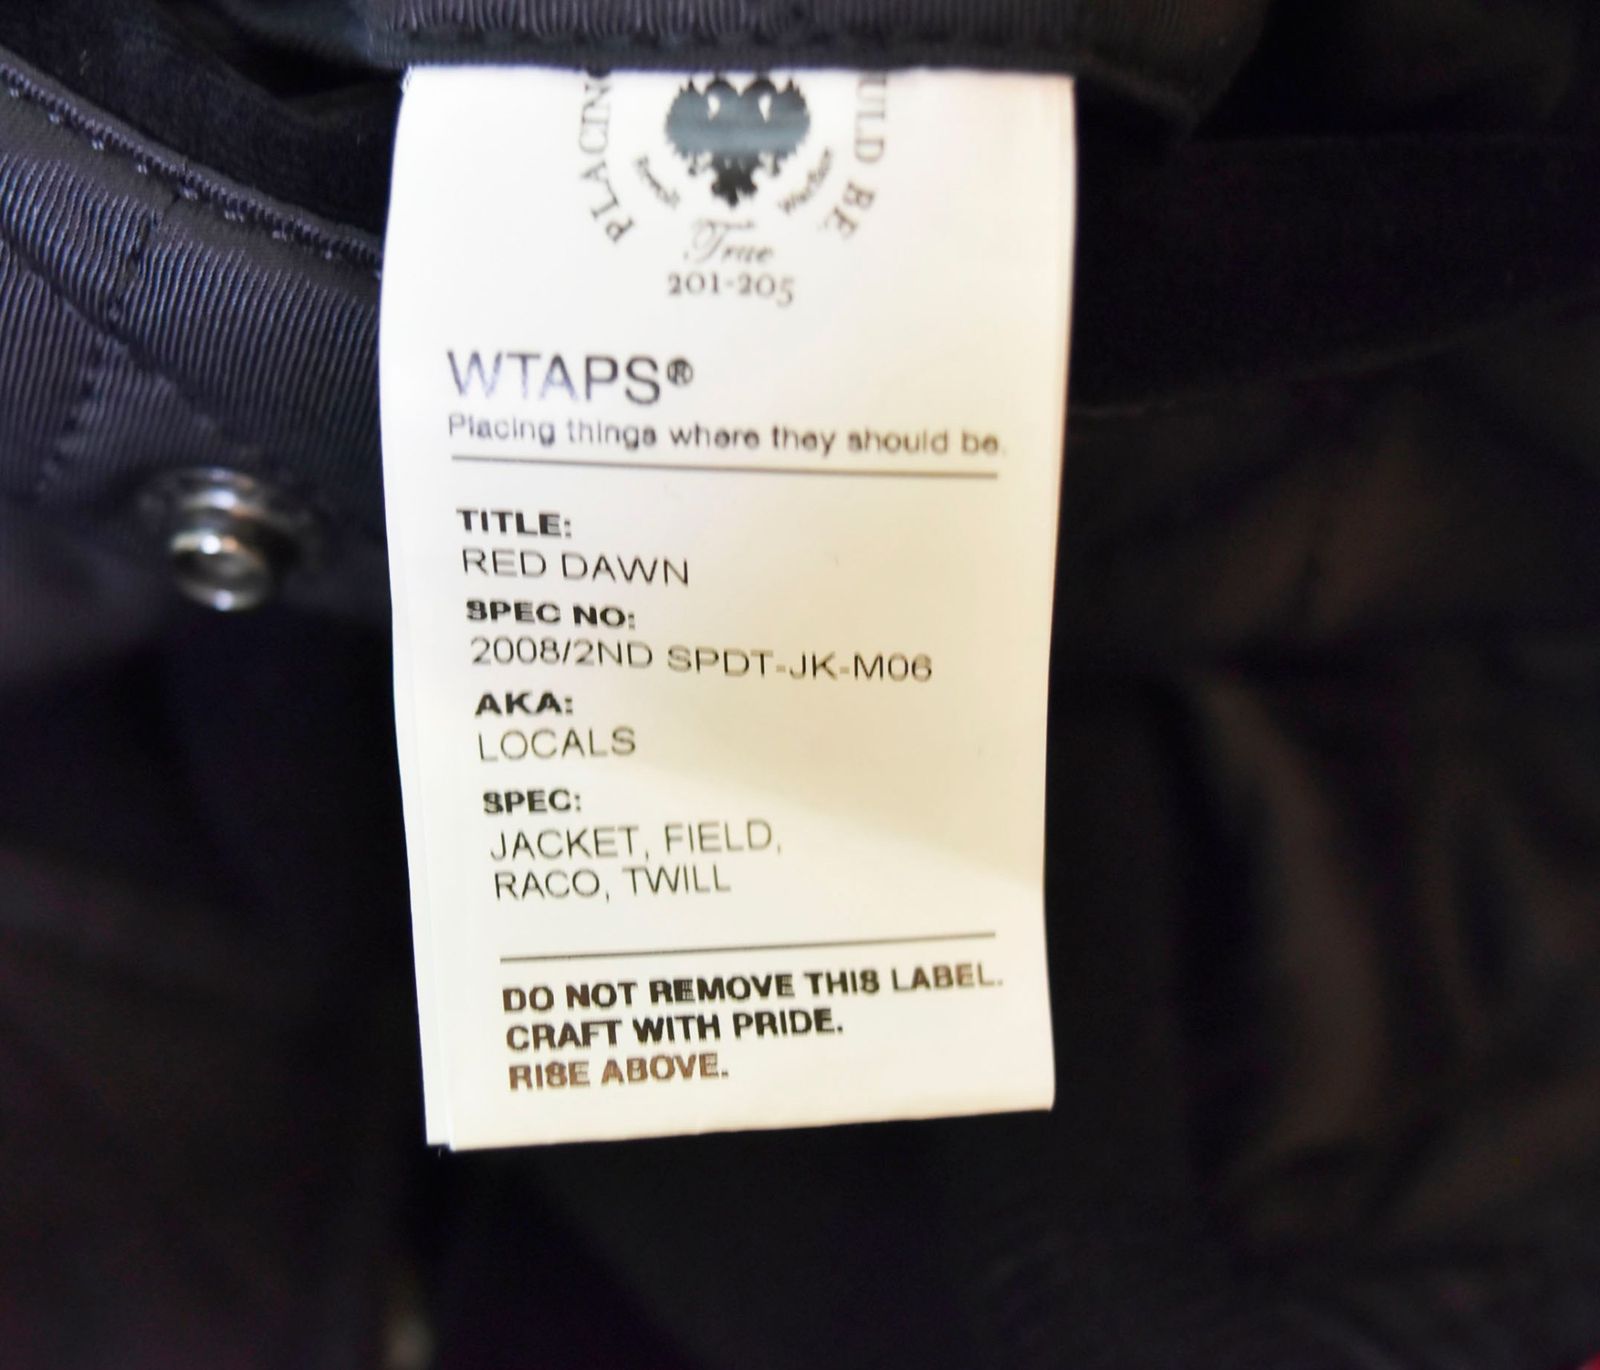 PLACING
ULD BE
True
201-205
WTAPS®
Placing things where they should be.
TITLE:
RED DAWN
SPEC NO:
2008/2ND SPDT-JK-M06
AKA:
LOCALS
SPEC:
JACKET, FIELD,
RACO, TWILL
DO NOT REMOVE THIS LABEL.
CRAFT WITH PRIDE.
RISE ABOVE.